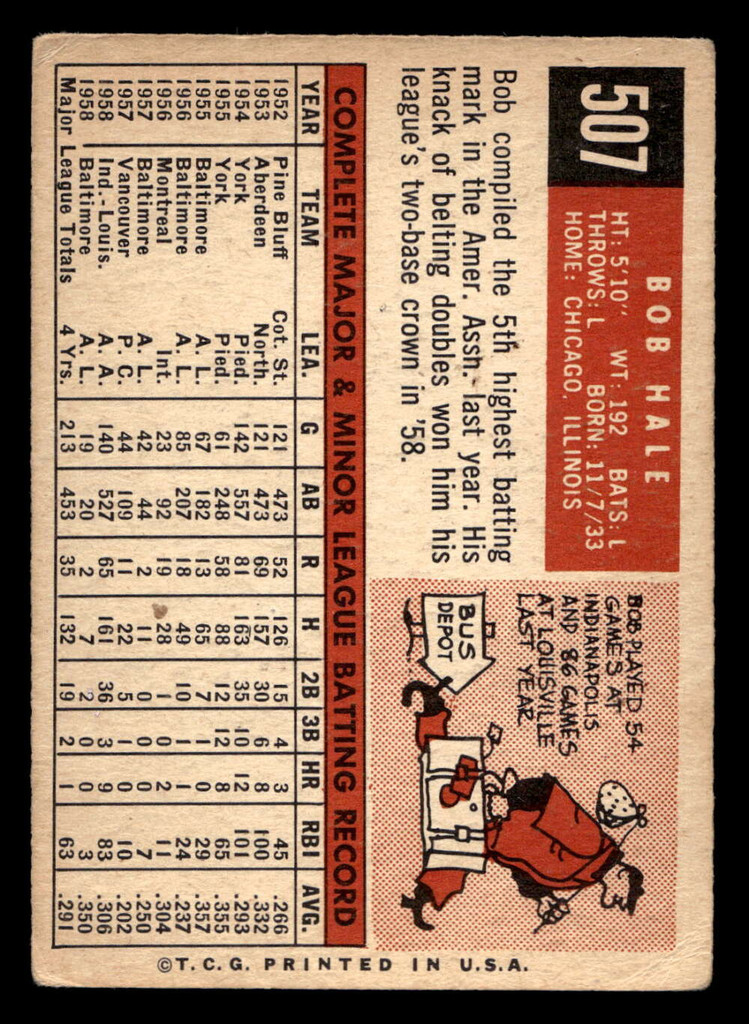 507
BOB HALE
HT: 5'10" WT: 192 BATS: L
THROWS: L BORN: 11/7/33
HOME: CHICAGO, ILLINOIS
Bob compiled the 5th highest batting
mark in the Amer. Assn. last year. His
knack of belting doubles won him his
league's two-base crown in '58.
BOB PLAYED 54
GAMES AT
INDIANAPOLIS
AND 86 GAMES
AT LOUISVILLE
LAST YEAR
BUS
DEPOT
COMPLETE MAJOR & MINOR LEAGUE BATTING RECORD
YEAR TEAM LEA. G AB R H 2B 3B HR RBI AVG.
1952 Pine Bluff Cot. St. 121 473 52 126 15 4 3 45 .266
1953 Aberdeen North. 121 473 69 157 30 6 8 100 .332
1954 York Pied. 142 557 81 163 35 10 12 101 .293
1955 York Pied. 61 248 58 88 12 12 8 65 .355
1955 Baltimore A. L. 67 182 13 65 7 1 0 29 .357
1956 Baltimore A. L. 85 207 18 49 10 1 1 24 .237
1956 Montreal Int. 23 92 19 28 1 0 2 11 .304
1957 Baltimore A. L. 42 44 2 11 0 0 0 7 .250
1957 Vancouver P. C. 44 109 11 22 5 1 0 10 .202
1958 Ind.-Louis. A. A. 140 527 65 161 36 3 9 83 .306
1958 Baltimore A. L. 19 20 2 7 2 0 0 3 .350
Major League Totals 4 Yrs. 213 453 35 132 19 2 1 63 .291
©T.C.G. PRINTED IN U.S.A.